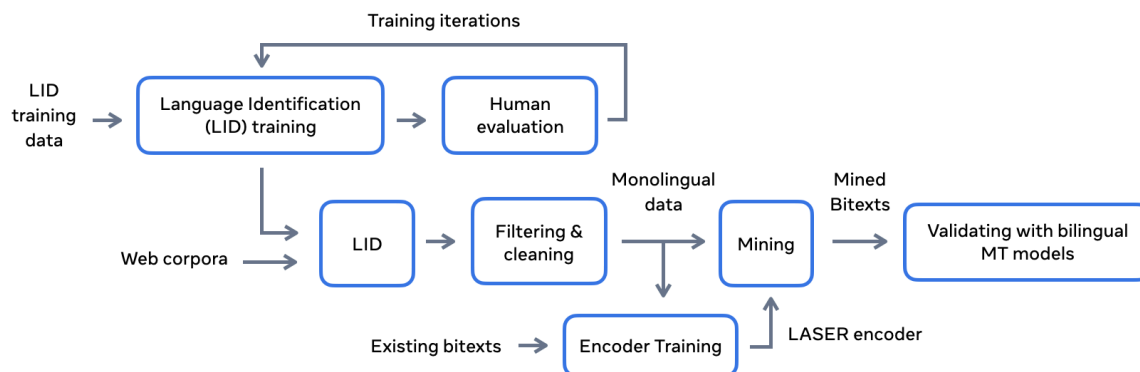 Training iterations
LID
training
data
Language Identification
(LID) training
Human
evaluation
Monolingual
data
Mined
Bitexts
Web corpora
LID
Filtering &
cleaning
Mining
Validating with bilingual
MT models
Existing bitexts
Encoder Training
LASER encoder